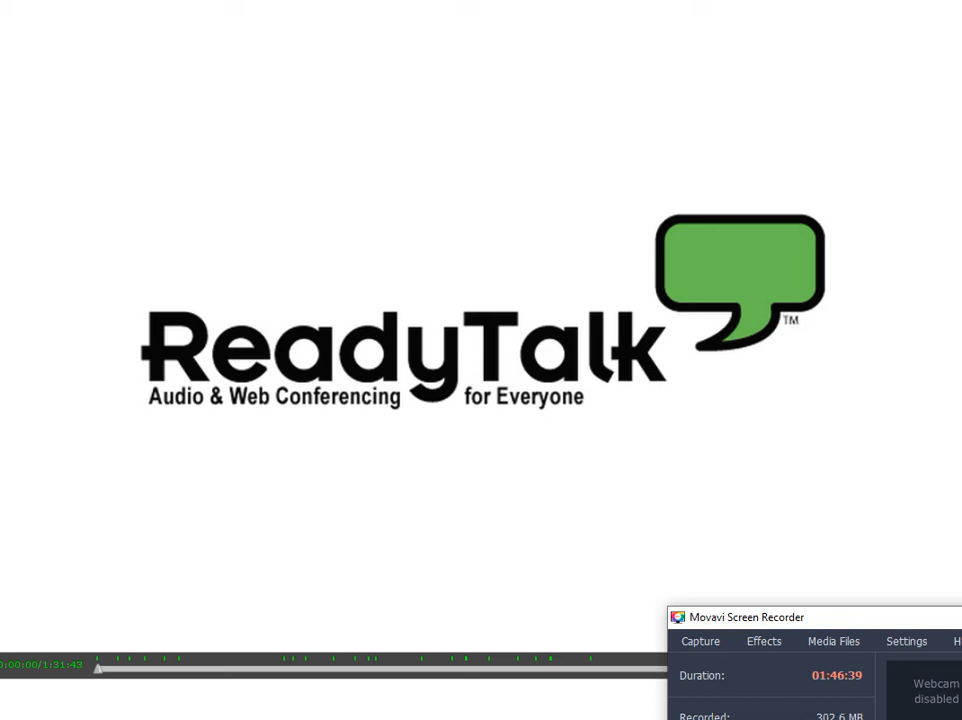 ReadyTalk
TM
Audio & Web Conferencing for Everyone
Movavi Screen Recorder
Capture Effects Media Files Settings
0:00:00/1:31:43
Duration: 01:46:39
Webcam
disabled
Recorded: 302.6 MB